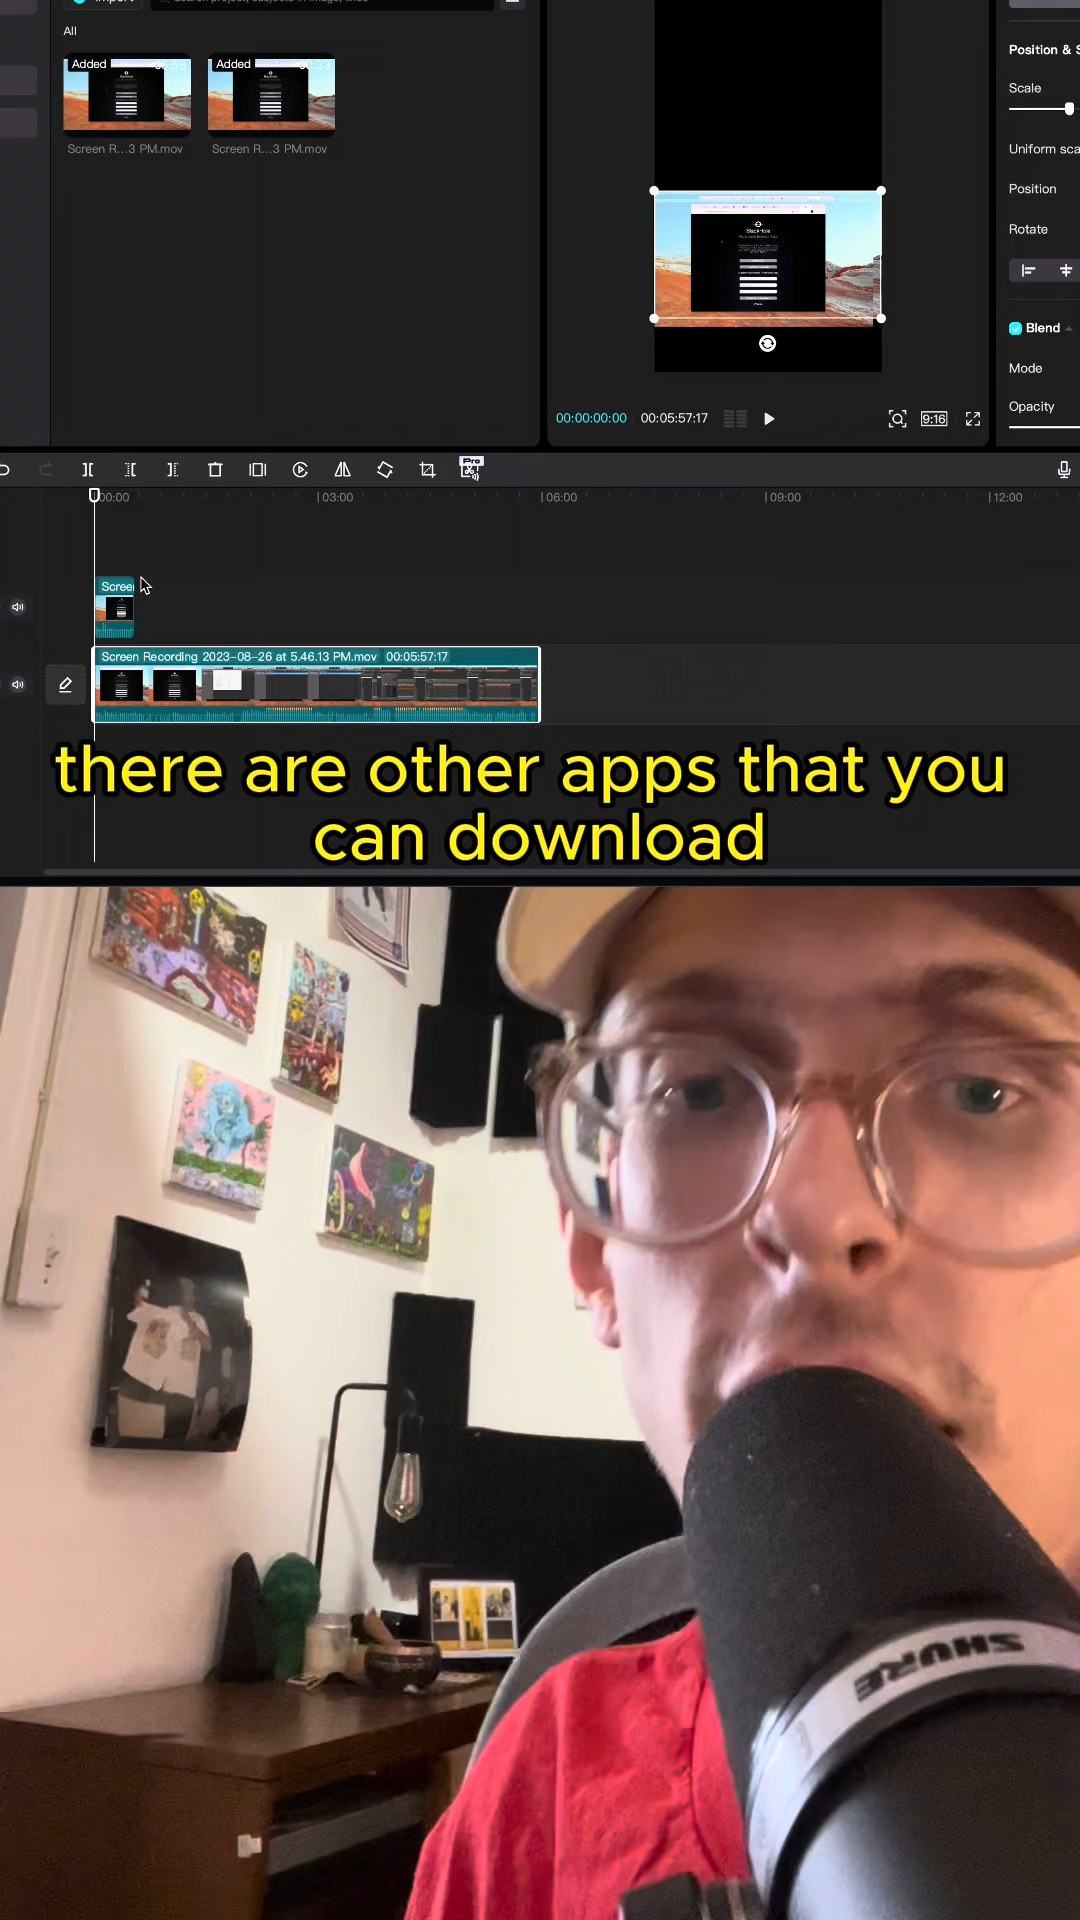 Import
All
Added
Added
Screen R...3 PM.mov
Screen R...3 PM.mov
BlackHole
00:00:00:00
00:05:57:17
9:16
Position & S
Scale
Uniform sca
Position
Rotate
Blend
Mode
Opacity
Pro
00:00
03:00
06:00
09:00
12:00
Scree
Screen Recording 2023-08-26 at 5.46.13 PM.mov 00:05:57:17
there are other apps that you
can download
SHURE